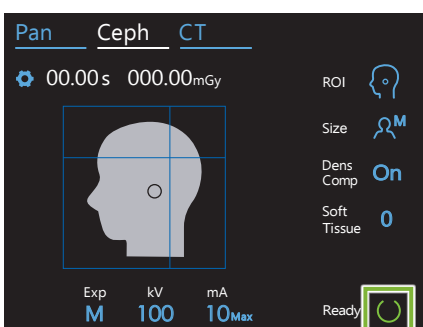 Pan Ceph CT
00.00s 000.00mGy
ROI
Size M
Dens Comp On
Soft Tissue 0
Exp kV mA
M 100 10Max
Ready